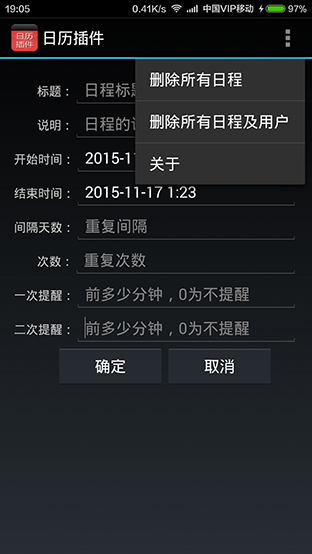 19:05 0.41K/s 中国VIP移动 97%
日历
插件
日历插件
删除所有日程
删除所有日程及用户
关于
标题： 日程标
说明： 日程的
开始时间： 2015-11
结束时间： 2015-11-17 1:23
间隔天数： 重复间隔
次数： 重复次数
一次提醒： 前多少分钟，0为不提醒
二次提醒： 前多少分钟，0为不提醒
确定 取消